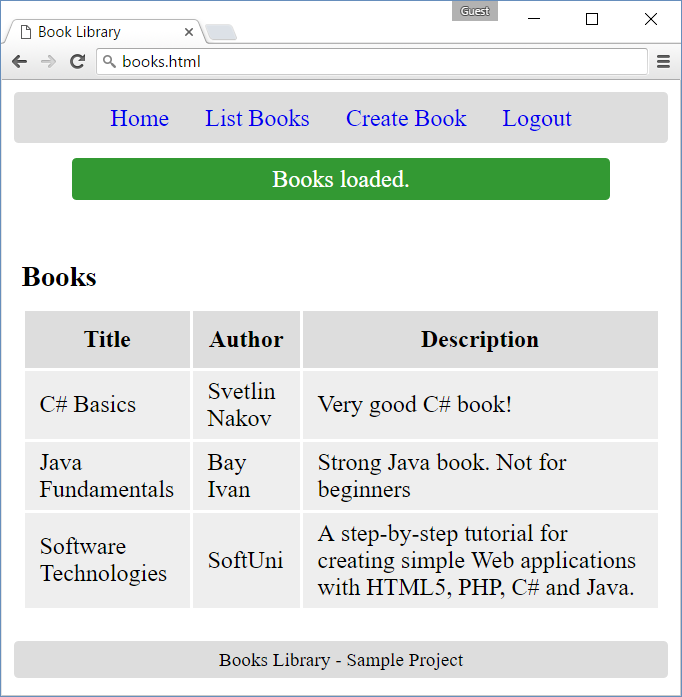 Guest
Book Library
books.html
Home List Books Create Book Logout
Books loaded.
Books
Title Author Description
C# Basics
Svetlin
Nakov
Very good C# book!
Java
Fundamentals
Bay
Ivan
Strong Java book. Not for
beginners
Software
Technologies
SoftUni
A step-by-step tutorial for
creating simple Web applications
with HTML5, PHP, C# and Java.
Books Library - Sample Project